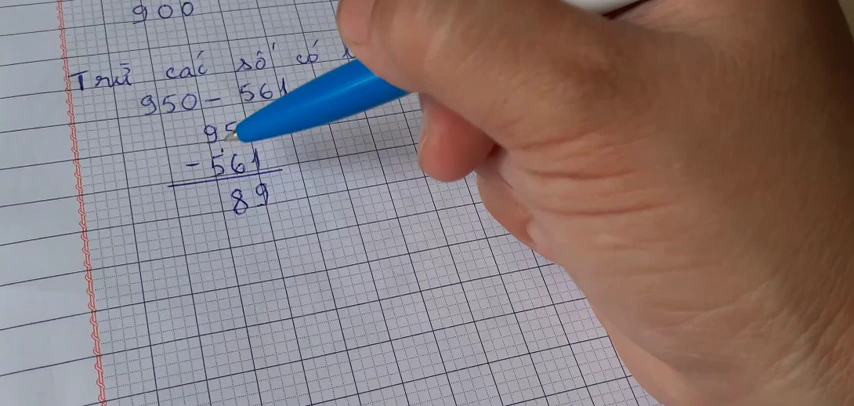 900
Trừ các số có
950 - 561
95
- 561
89